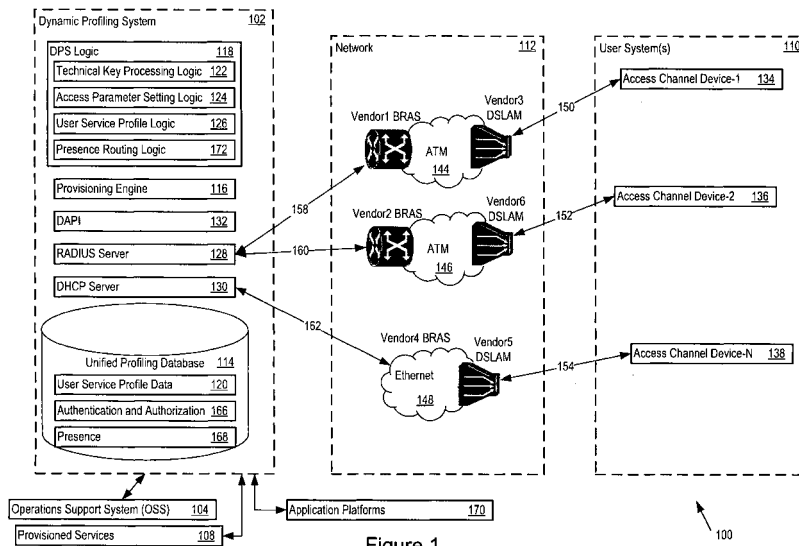 Dynamic Profiling System 102
DPS Logic 118
Technical Key Processing Logic 122
Access Parameter Setting Logic 124
User Service Profile Logic 126
Presence Routing Logic 172
Provisioning Engine 116
DAPI 132
RADIUS Server 128
DHCP Server 130
Unified Profiling Database 114
User Service Profile Data 120
Authentication and Authorization 166
Presence 168
158
160
162
Network 112
Vendor1 BRAS
Vendor3
DSLAM
ATM
144
Vendor2 BRAS
Vendor6
DSLAM
ATM
146
Vendor4 BRAS
Vendor5
DSLAM
Ethernet
148
150
152
154
User System(s) 110
Access Channel Device-1 134
Access Channel Device-2 136
Access Channel Device-N 138
Operations Support System (OSS) 104
Provisioned Services 108
Application Platforms 170
100
Figure 1